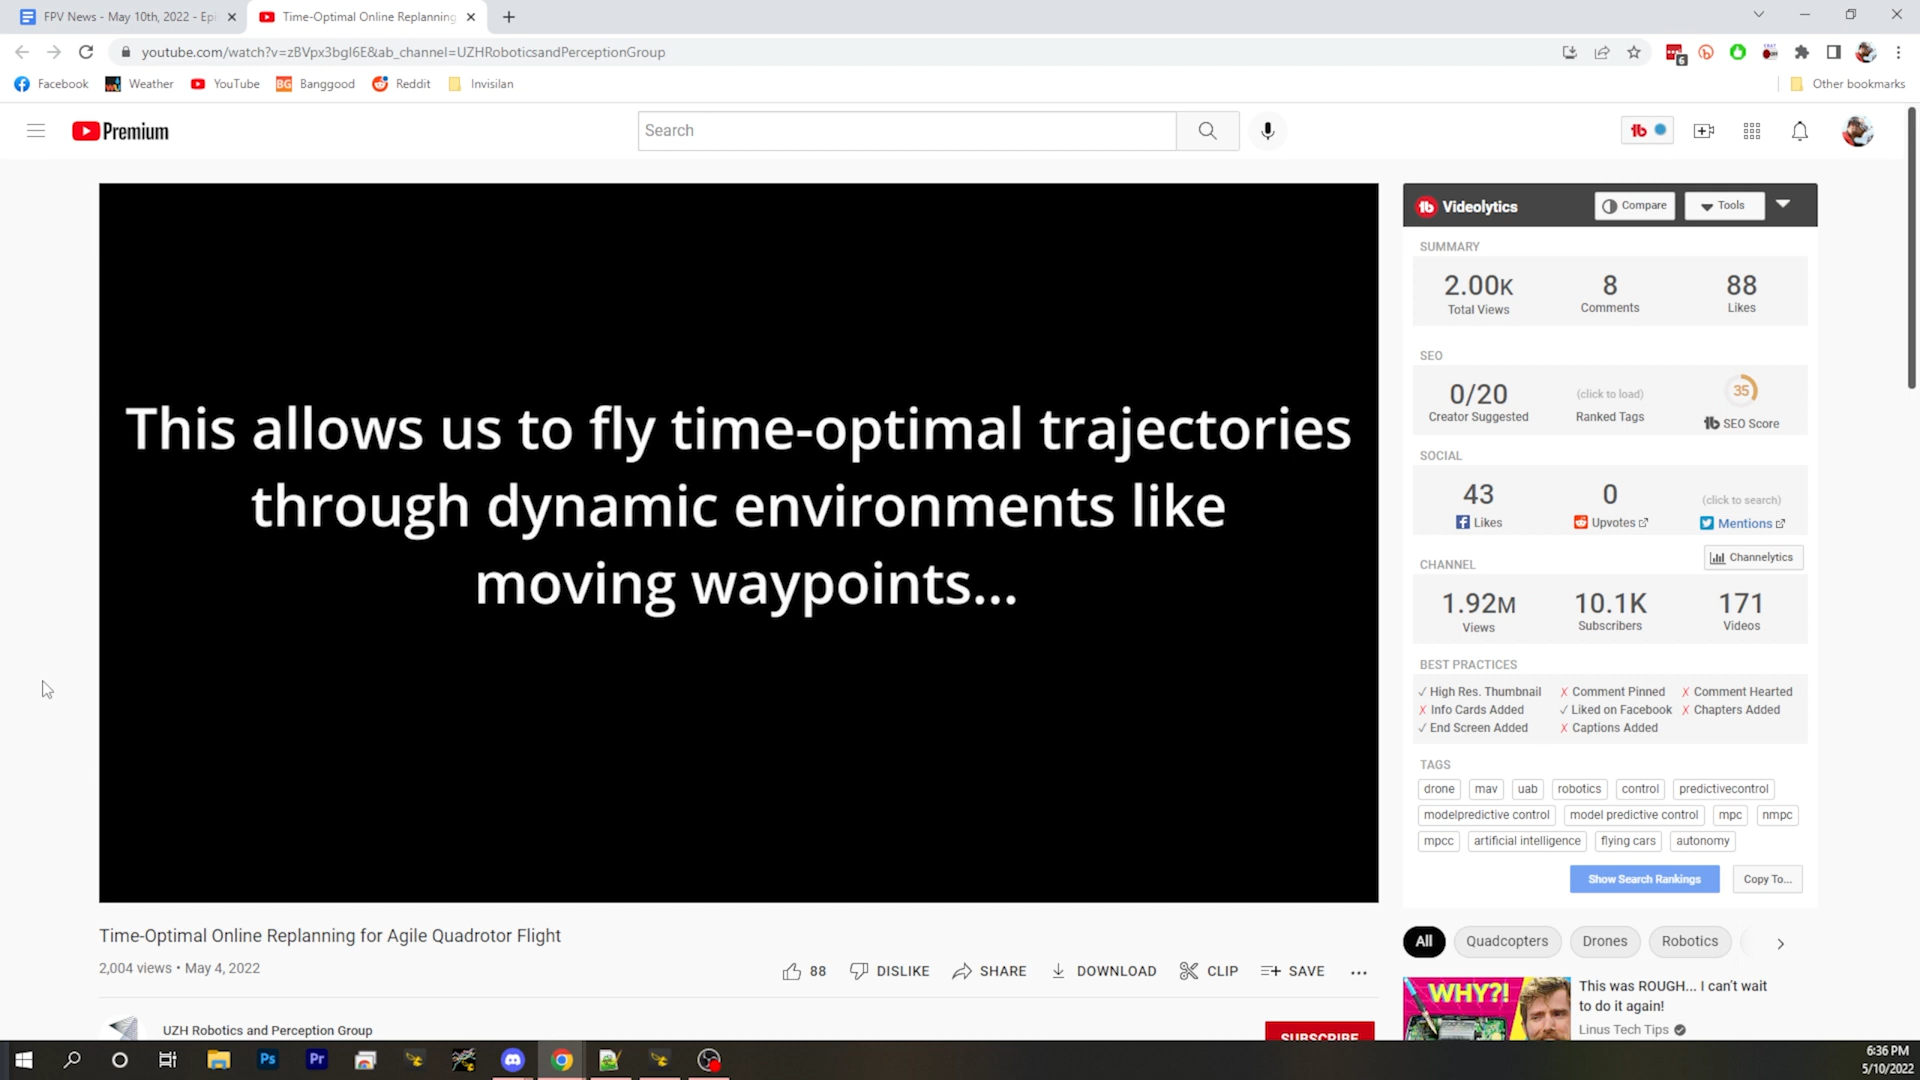 FPV News - May 10th, 2022 - Epi
Time-Optimal Online Replanning
youtube.com/watch?v=zBVpx3bgI6E&ab_channel=UZHRoboticsandPerceptionGroup
6
Facebook
Weather
YouTube
BG Banggood
Reddit
Invisilan
Other bookmarks
Premium
Search
This allows us to fly time-optimal trajectories
through dynamic environments like
moving waypoints...
Videolytics
Compare
Tools
SUMMARY
2.00K 8 88
Total Views Comments Likes
SEO
0/20 (click to load) 35
Creator Suggested Ranked Tags SEO Score
SOCIAL
43 0 (click to search)
Likes Upvotes Mentions
CHANNEL Channelytics
1.92M 10.1K 171
Views Subscribers Videos
BEST PRACTICES
✓ High Res. Thumbnail ✗ Comment Pinned ✗ Comment Hearted
✗ Info Cards Added ✓ Liked on Facebook ✗ Chapters Added
✓ End Screen Added ✗ Captions Added
TAGS
drone mav uab robotics control predictivecontrol
modelpredictive control model predictive control mpc nmpc
mpcc artificial intelligence flying cars autonomy
Show Search Rankings Copy To...
Time-Optimal Online Replanning for Agile Quadrotor Flight
2,004 views • May 4, 2022
88 DISLIKE SHARE DOWNLOAD CLIP SAVE
UZH Robotics and Perception Group
SUBSCRIBE
All Quadcopters Drones Robotics
WHY?!
This was ROUGH... I can't wait
to do it again!
Linus Tech Tips
Ps
Pr
6:36 PM
5/10/2022